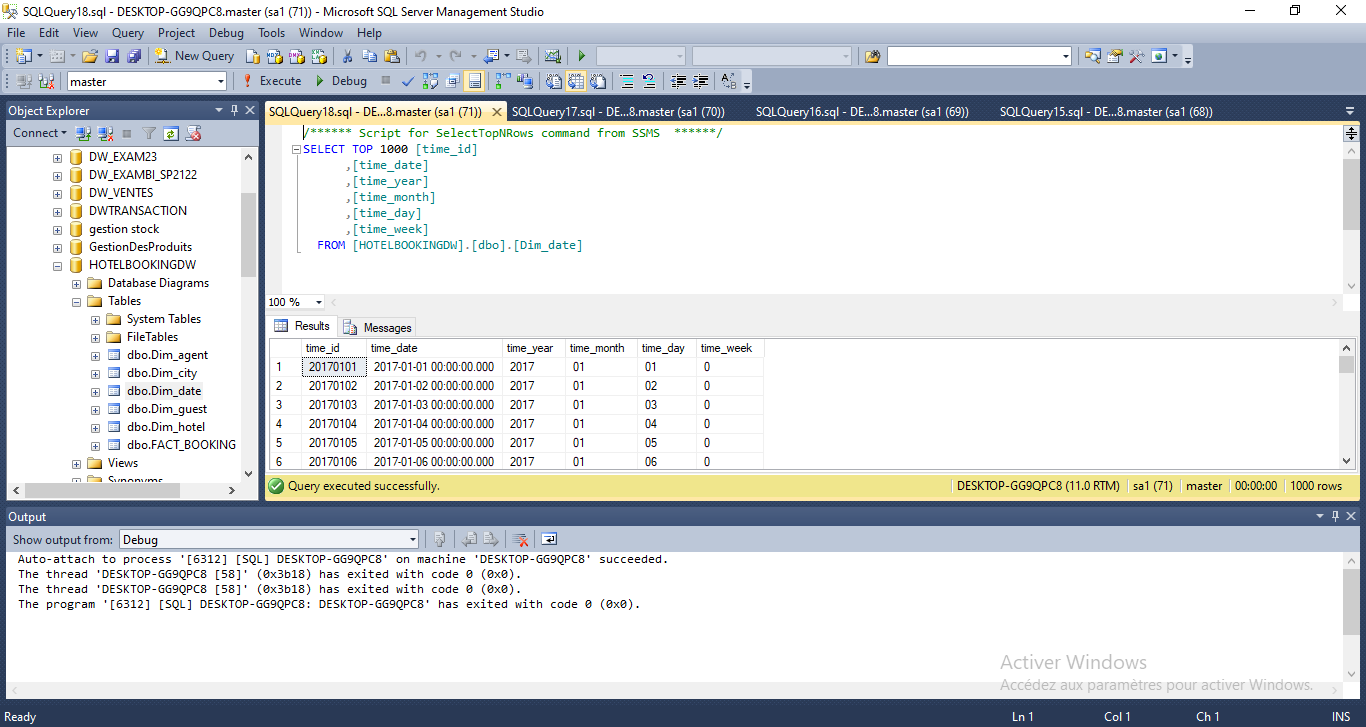 SQLQuery18.sql - DESKTOP-GG9QPC8.master (sa1 (71)) - Microsoft SQL Server Management Studio
File Edit View Query Project Debug Tools Window Help
New Query
master Execute Debug
Object Explorer
Connect
DW_EXAM23
DW_EXAMBI_SP2122
DW_VENTES
DWTRANSACTION
gestion stock
GestionDesProduits
HOTELBOOKINGDW
Database Diagrams
Tables
System Tables
FileTables
dbo.Dim_agent
dbo.Dim_city
dbo.Dim_date
dbo.Dim_guest
dbo.Dim_hotel
dbo.FACT_BOOKING
Views
Synonyms
SQLQuery18.sql - DE...8.master (sa1 (71)) SQLQuery17.sql - DE...8.master (sa1 (70)) SQLQuery16.sql - DE...8.master (sa1 (69)) SQLQuery15.sql - DE...8.master (sa1 (68))
/****** Script for SelectTopNRows command from SSMS ******/
SELECT TOP 1000 [time_id]
,[time_date]
,[time_year]
,[time_month]
,[time_day]
,[time_week]
FROM [HOTELBOOKINGDW].[dbo].[Dim_date]
100 %
Results Messages
time_id time_date time_year time_month time_day time_week
1 20170101 2017-01-01 00:00:00.000 2017 01 01 0
2 20170102 2017-01-02 00:00:00.000 2017 01 02 0
3 20170103 2017-01-03 00:00:00.000 2017 01 03 0
4 20170104 2017-01-04 00:00:00.000 2017 01 04 0
5 20170105 2017-01-05 00:00:00.000 2017 01 05 0
6 20170106 2017-01-06 00:00:00.000 2017 01 06 0
Query executed successfully. DESKTOP-GG9QPC8 (11.0 RTM) sa1 (71) master 00:00:00 1000 rows
Output
Show output from: Debug
Auto-attach to process '[6312] [SQL] DESKTOP-GG9QPC8' on machine 'DESKTOP-GG9QPC8' succeeded.
The thread 'DESKTOP-GG9QPC8 [58]' (0x3b18) has exited with code 0 (0x0).
The thread 'DESKTOP-GG9QPC8 [58]' (0x3b18) has exited with code 0 (0x0).
The program '[6312] [SQL] DESKTOP-GG9QPC8: DESKTOP-GG9QPC8' has exited with code 0 (0x0).
Activer Windows
Accédez aux paramètres pour activer Windows.
Ready Ln 1 Col 1 Ch 1 INS